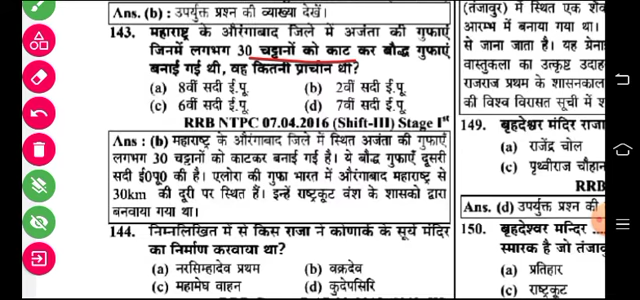 Ans. (b) : उपर्युक्त प्रश्न की व्याख्या देखें।
143. महाराष्ट्र के औरंगाबाद जिले में अजंता की गुफाएं
जिनमें लगभग 30 चट्टानों को काट कर बौद्ध गुफाएं
बनाई गई थी, वह कितनी प्राचीन थी?
(a) 8वीं सदी ई.पू. (b) 2वीं सदी ई.पू.
(c) 6वीं सदी ई.पू. (d) 7वीं सदी ई.पू.
RRB NTPC 07.04.2016 (Shift-III) Stage Ist
Ans : (b) महाराष्ट्र के औरंगाबाद जिले में स्थित अजंता की गुफाएँ
लगभग 30 चट्टानों को काटकर बनाई गई है। ये बौद्ध गुफाएँ दूसरी
सदी ई0पू0 की है। एलोरा की गुफा भारत में औरंगाबाद महाराष्ट्र से
30km की दूरी पर स्थित हैं। इन्हें राष्ट्रकूट वंश के शासको द्वारा
बनवाया गया था।
144. निम्नलिखित में से किस राजा ने कोणार्क के सूर्य मंदिर
का निर्माण करवाया था?
(a) नरसिम्हादेव प्रथम (b) वक्रदेव
(c) महामेघ वाहन (d) कुदेपसिरि
(तंजावुर) में स्थित एक शैव
आरम्भ में बनाया गया था।
से जाना जाता है। यह ग्रेना
वास्तुकला का उत्कृष्ट उदाह
राजराज प्रथम के शासनकाल
की विश्व विरासत सूची में श
149. बृहदेश्वर मंदिर राजा
(a) राजेंद्र चोल
(c) पृथ्वीराज चौहान
RRB
Ans. (d) उपर्युक्त प्रश्न की
150. बृहदेश्वर मन्दिर ....
स्मारक है जो तंजाव
(a) प्रतिहार
(c) राष्ट्रकूट